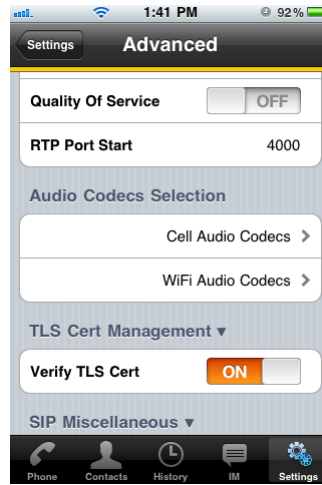 1:41 PM 92%
Settings Advanced
Quality Of Service OFF
RTP Port Start 4000
Audio Codecs Selection
Cell Audio Codecs >
WiFi Audio Codecs >
TLS Cert Management ▾
Verify TLS Cert ON
SIP Miscellaneous ▾
Phone Contacts History IM Settings